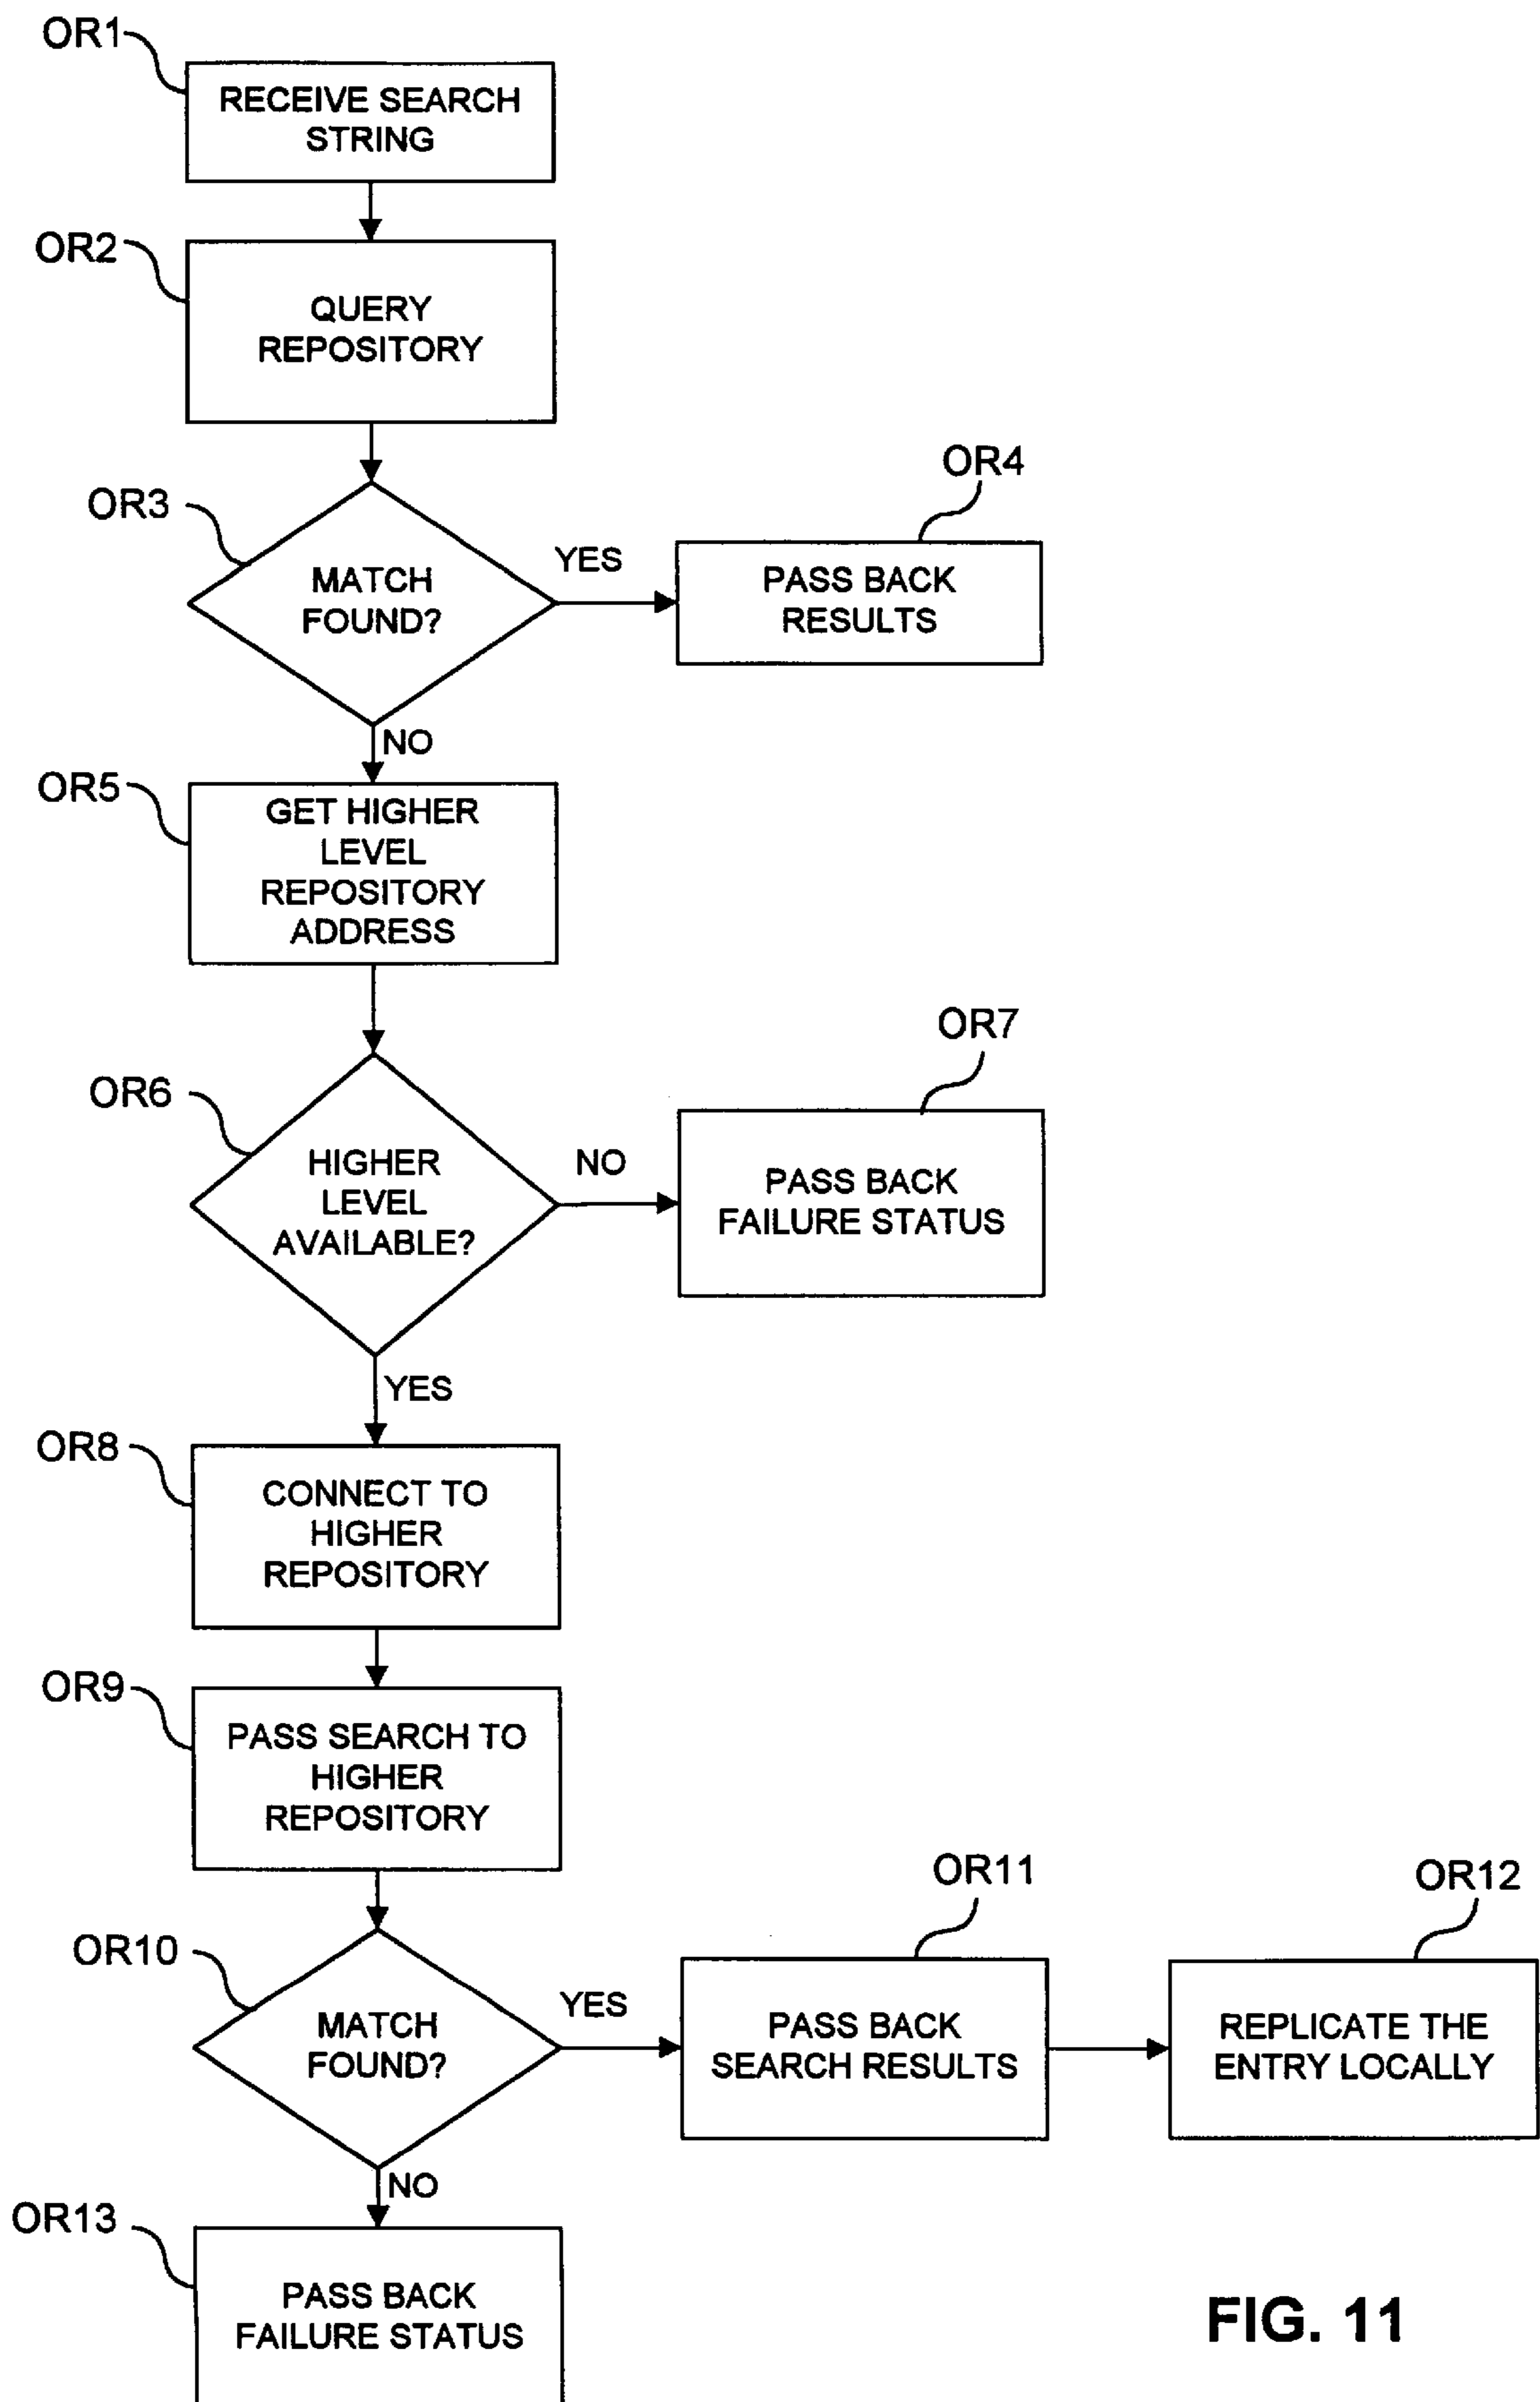 OR1
RECEIVE SEARCH
STRING
OR2
QUERY
REPOSITORY
OR3
MATCH
FOUND?
YES
OR4
PASS BACK
RESULTS
NO
OR5
GET HIGHER
LEVEL
REPOSITORY
ADDRESS
OR6
HIGHER
LEVEL
AVAILABLE?
NO
OR7
PASS BACK
FAILURE STATUS
YES
OR8
CONNECT TO
HIGHER
REPOSITORY
OR9
PASS SEARCH TO
HIGHER
REPOSITORY
OR10
MATCH
FOUND?
YES
OR11
PASS BACK
SEARCH RESULTS
OR12
REPLICATE THE
ENTRY LOCALLY
NO
OR13
PASS BACK
FAILURE STATUS
FIG. 11